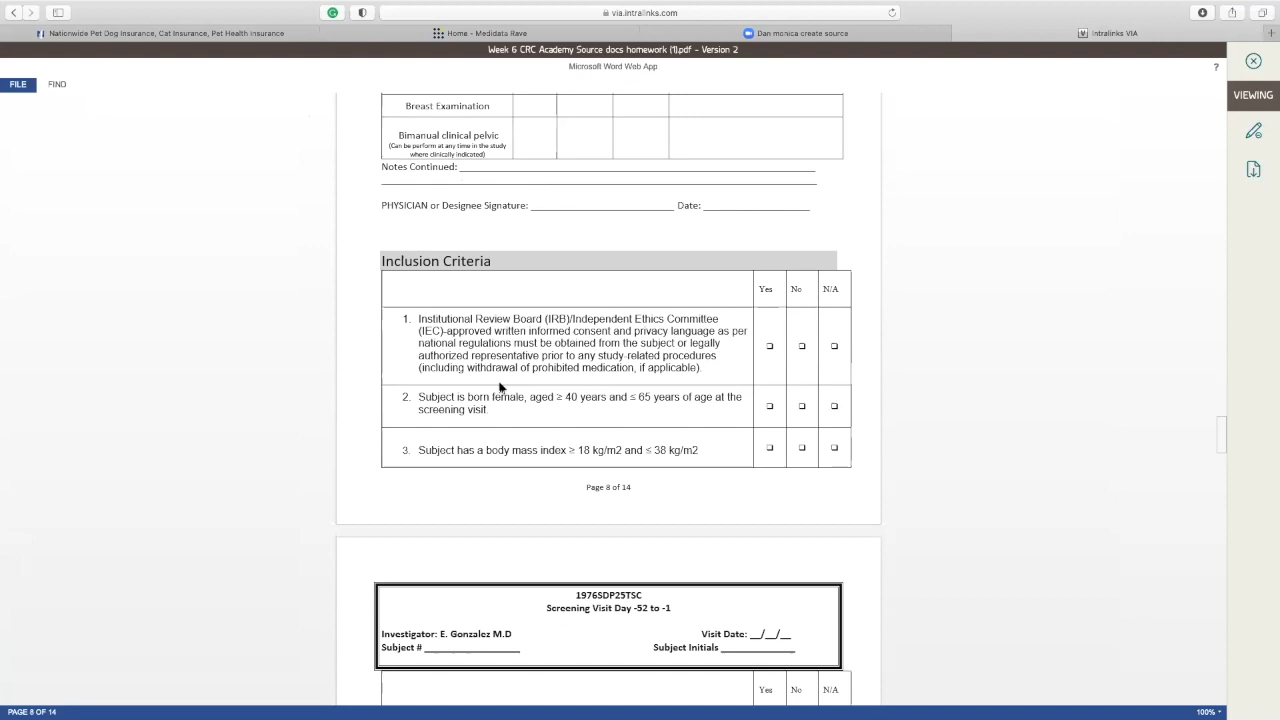 via.intralinks.com
Nationwide Pet Dog Insurance, Cat Insurance, Pet Health Insurance
Home - Medidata Rave
Dan monica create source
Intralinks VIA
Week 6 CRC Academy Source docs homework (1).pdf - Version 2
Microsoft Word Web App
?
FILE
FIND
VIEWING
Breast Examination
Bimanual clinical pelvic
(Can be perform at any time in the study
where clinically indicated)
Notes Continued: ____
PHYSICIAN or Designee Signature: ____ Date: ____
Inclusion Criteria
Yes No N/A
1. Institutional Review Board (IRB)/Independent Ethics Committee
(IEC)-approved written informed consent and privacy language as per
national regulations must be obtained from the subject or legally
authorized representative prior to any study-related procedures
(including withdrawal of prohibited medication, if applicable).
2. Subject is born female, aged ≥ 40 years and ≤ 65 years of age at the
screening visit.
3. Subject has a body mass index ≥ 18 kg/m2 and ≤ 38 kg/m2
Page 8 of 14
1976SDP25TSC
Screening Visit Day -52 to -1
Investigator: E. Gonzalez M.D Visit Date: __/__/__
Subject # ____ Subject Initials ____
Yes No N/A
PAGE 8 OF 14
100%